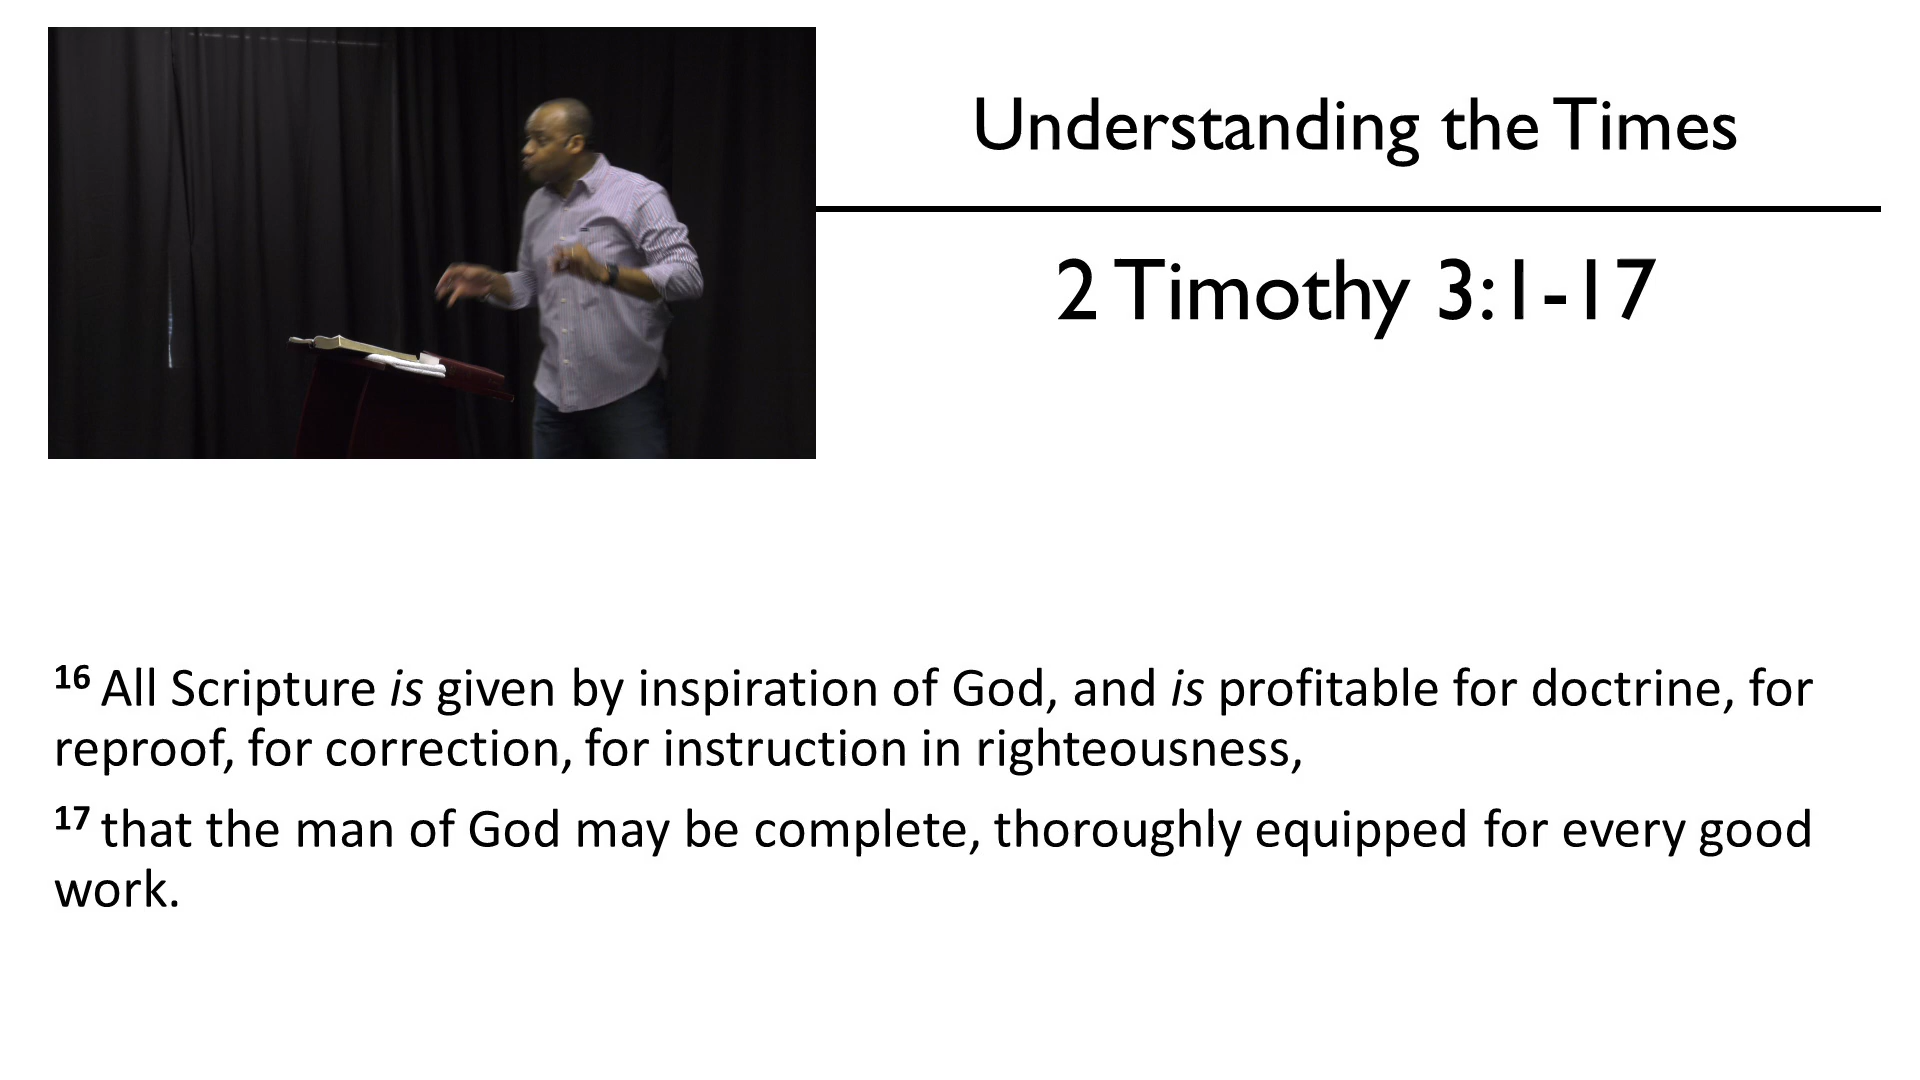 Understanding the Times
2 Timothy 3:1-17
16 All Scripture is given by inspiration of God, and is profitable for doctrine, for
reproof, for correction, for instruction in righteousness,
17 that the man of God may be complete, thoroughly equipped for every good
work.